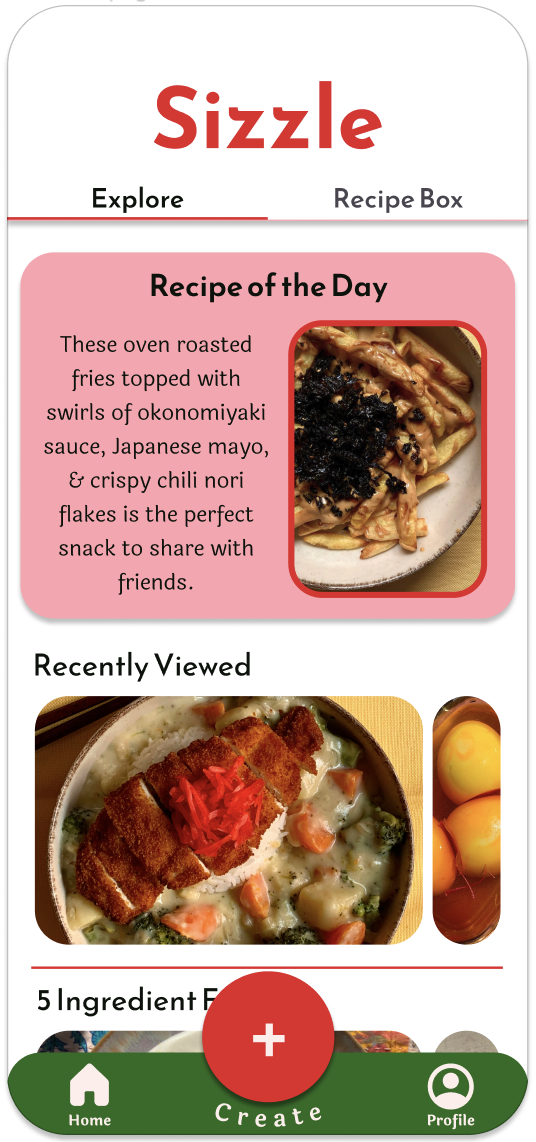 Sizzle
Explore
Recipe Box
Recipe of the Day
These oven roasted
fries topped with
swirls of okonomiyaki
sauce, Japanese mayo,
& crispy chili nori
flakes is the perfect
snack to share with
friends.
Recently Viewed
5 Ingredient
+
Home
Create
Profile